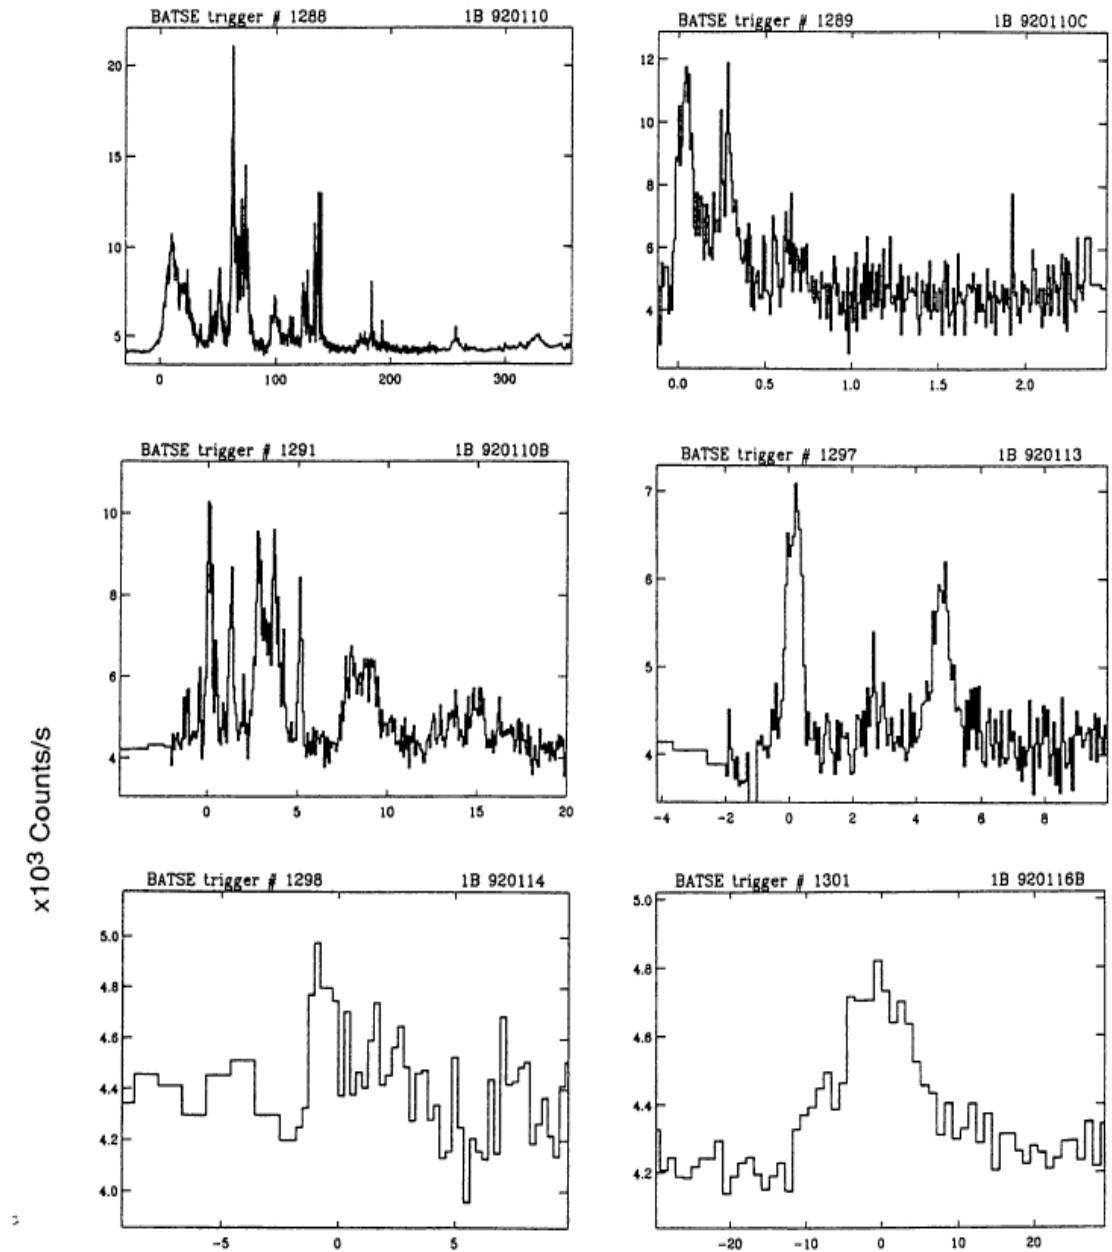 BATSE trigger # 1288 1B 920110
20
15
10
5
0 100 200 300
BATSE trigger # 1289 1B 920110C
12
10
8
6
4
0.0 0.5 1.0 1.5 2.0
BATSE trigger # 1291 1B 920110B
10
8
6
4
0 5 10 15 20
BATSE trigger # 1297 1B 920113
7
6
5
4
-4 -2 0 2 4 6 8
x10³ Counts/s
BATSE trigger # 1298 1B 920114
5.0
4.8
4.6
4.4
4.2
4.0
-5 0 5
BATSE trigger # 1301 1B 920116B
5.0
4.8
4.6
4.4
4.2
-20 -10 0 10 20